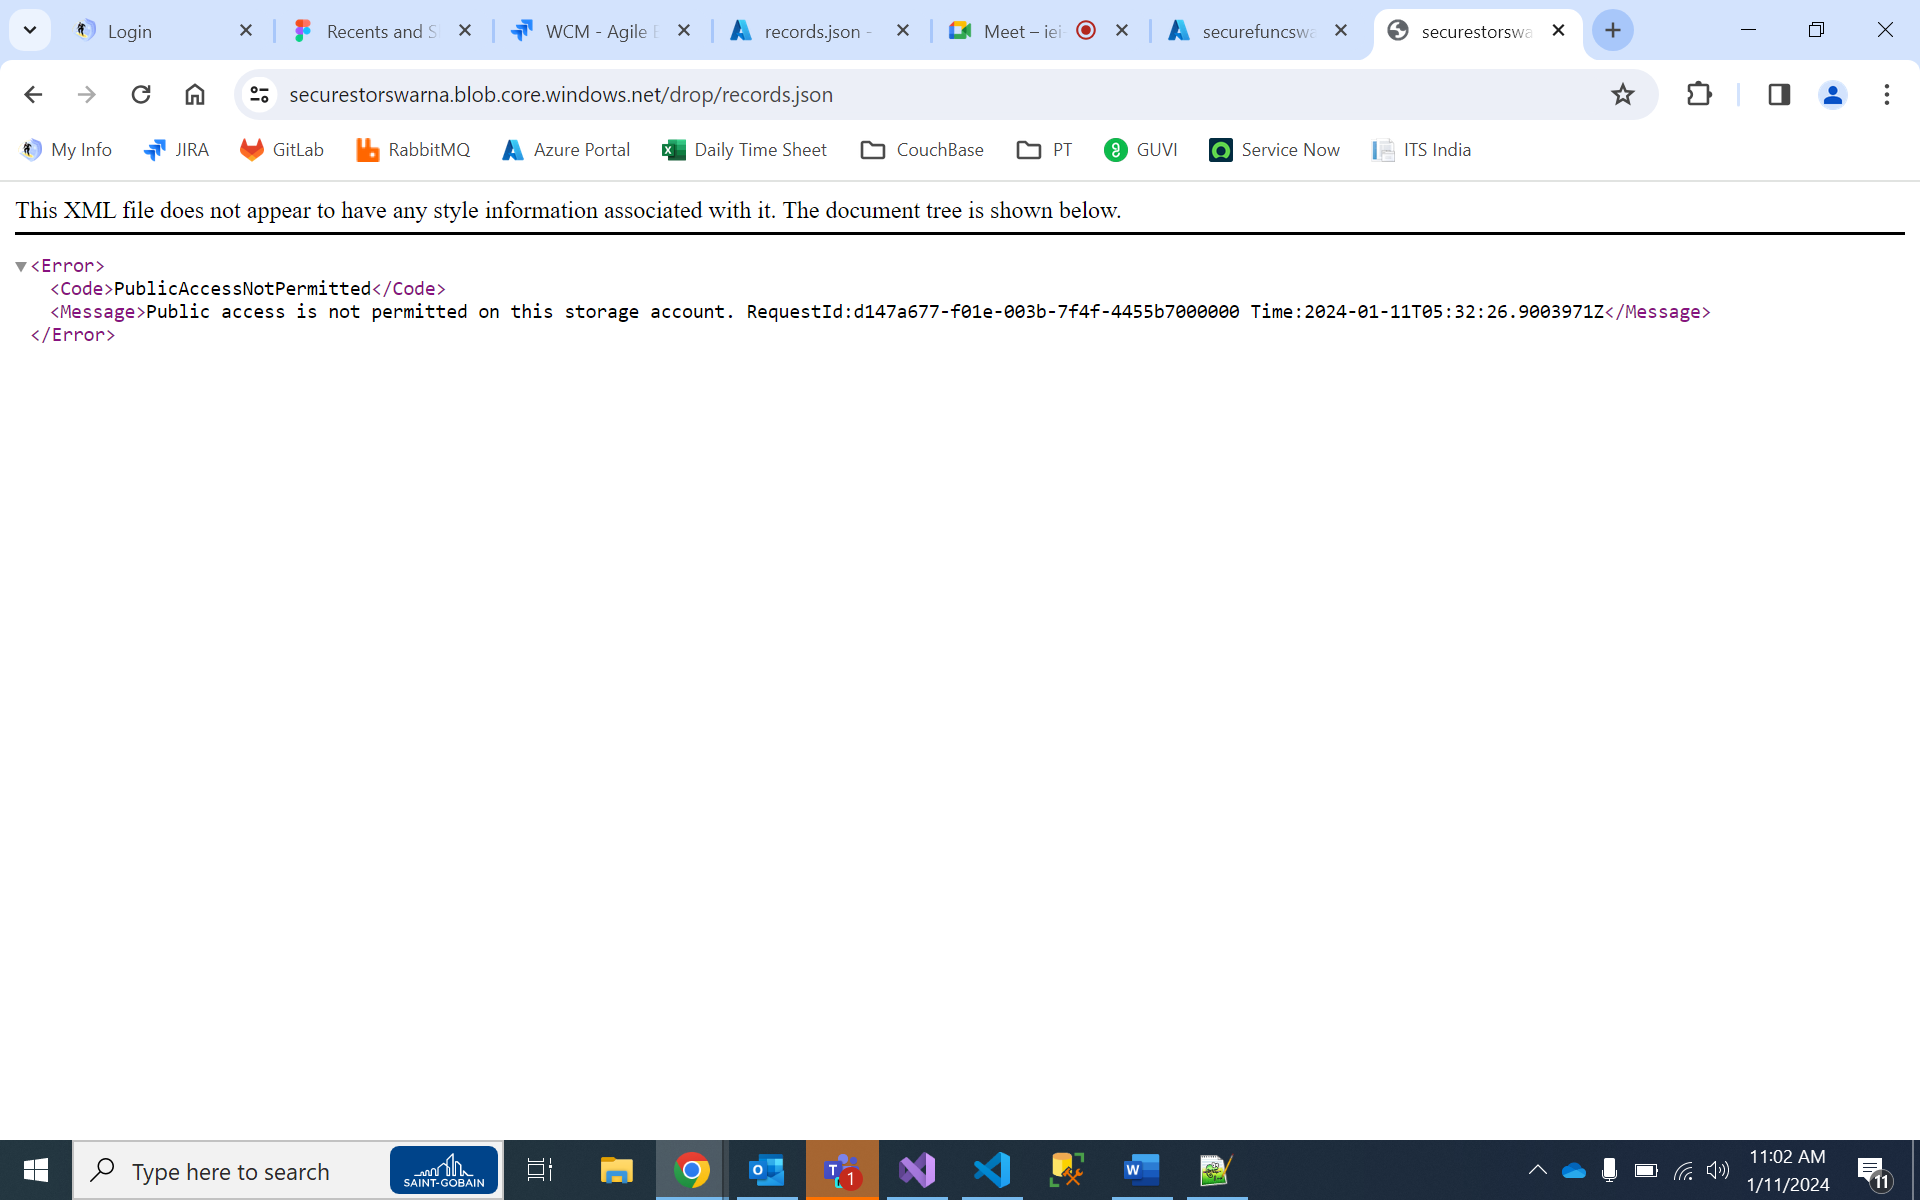 Login
Recents and S
WCM - Agile
records.json -
Meet – iei-
securefuncswa
securestorswa
securestorswarna.blob.core.windows.net/drop/records.json
My Info
JIRA
GitLab
RabbitMQ
Azure Portal
Daily Time Sheet
CouchBase
PT
GUVI
Service Now
ITS India
This XML file does not appear to have any style information associated with it. The document tree is shown below.
<Error>
<Code>PublicAccessNotPermitted</Code>
<Message>Public access is not permitted on this storage account. RequestId:d147a677-f01e-003b-7f4f-4455b7000000 Time:2024-01-11T05:32:26.9003971Z</Message>
</Error>
Type here to search
SAINT-GOBAIN
1
11:02 AM
1/11/2024
11